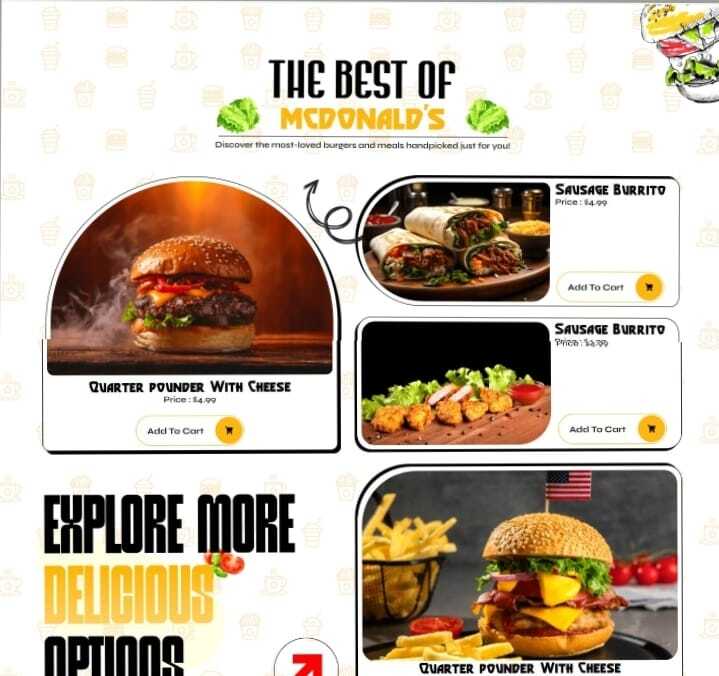 THE BEST OF
MCDONALD'S
Discover the most-loved burgers and meals handpicked just for you!
Sausage Burrito
Price : $4.99
Add To Cart
Sausage Burrito
Price :
Add To Cart
Quarter pounder With Cheese
Price : $4.99
Add To Cart
EXPLORE MORE
DELICIOUS
OPTIONS
Quarter pounder With Cheese